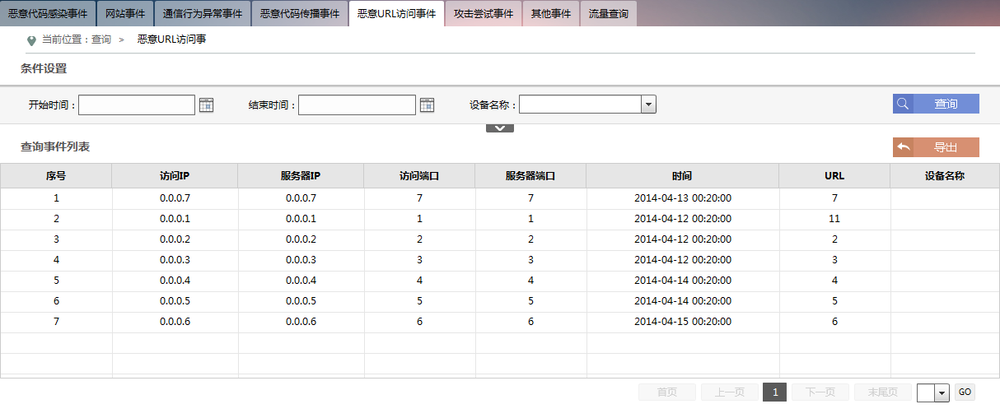 恶意代码感染事件 网站事件 通信行为异常事件 恶意代码传播事件 恶意URL访问事件 攻击尝试事件 其他事件 流量查询
当前位置：查询 > 恶意URL访问事
条件设置
开始时间： 结束时间： 设备名称： 查询
查询事件列表 导出
序号 访问IP 服务器IP 访问端口 服务器端口 时间 URL 设备名称
1 0.0.0.7 0.0.0.7 7 7 2014-04-13 00:20:00 7
2 0.0.0.1 0.0.0.1 1 1 2014-04-12 00:20:00 11
3 0.0.0.2 0.0.0.2 2 2 2014-04-12 00:20:00 2
4 0.0.0.3 0.0.0.3 3 3 2014-04-12 00:20:00 3
5 0.0.0.4 0.0.0.4 4 4 2014-04-14 00:20:00 4
6 0.0.0.5 0.0.0.5 5 5 2014-04-14 00:20:00 5
7 0.0.0.6 0.0.0.6 6 6 2014-04-15 00:20:00 6
首页 上一页 1 下一页 末尾页 GO